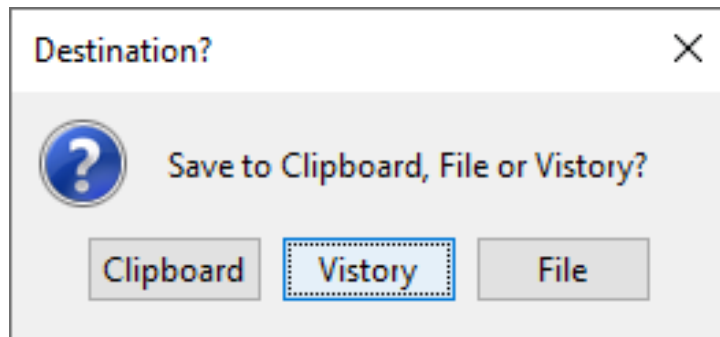 Destination?
Save to Clipboard, File or Vistory?
Clipboard Vistory File